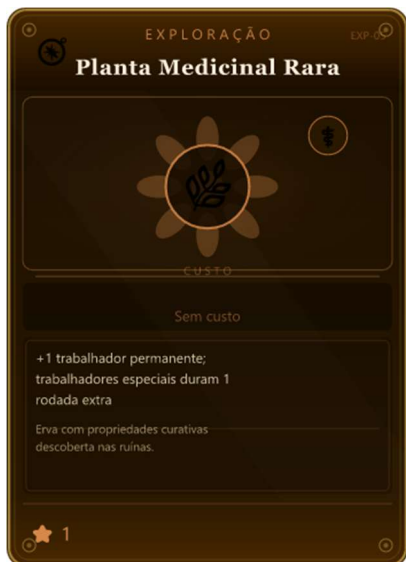 EXPLORAÇÃO
Planta Medicinal Rara
CUSTO
Sem custo
+1 trabalhador permanente;
trabalhadores especiais duram 1
rodada extra
Erva com propriedades curativas
descoberta nas ruínas.
1